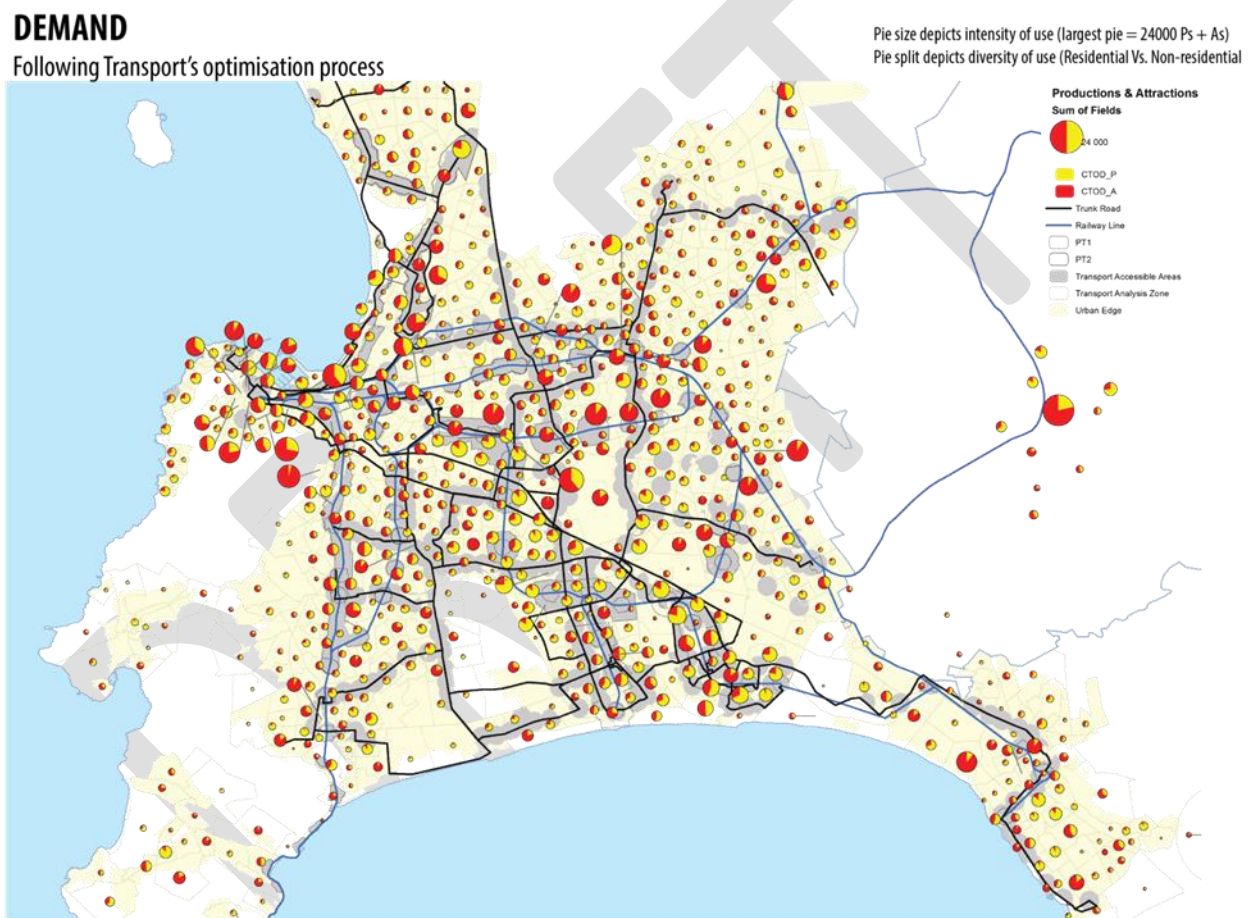 DEMAND
Following Transport's optimisation process
Pie size depicts intensity of use (largest pie = 24000 Ps + As)
Pie split depicts diversity of use (Residential Vs. Non-residential
Productions & Attractions
Sum of Fields
24 000
CTOD_P
CTOD_A
Trunk Road
Railway Line
PT1
PT2
Transport Accessible Areas
Transport Analysis Zone
Urban Edge